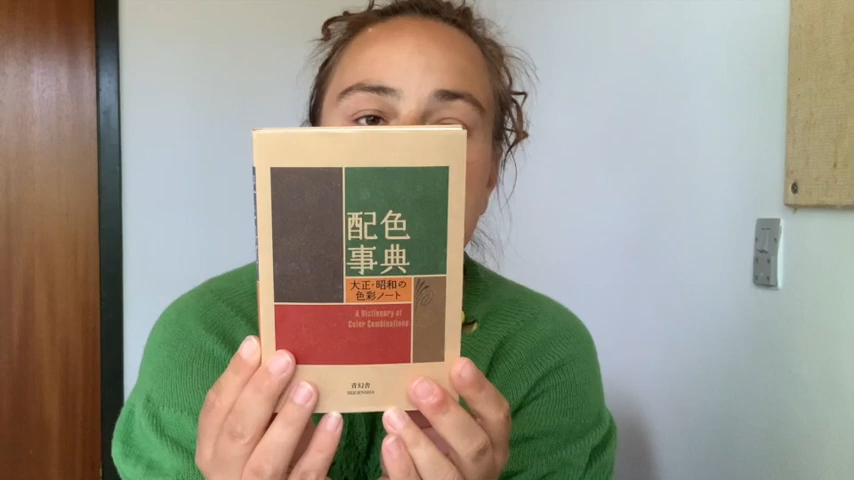 配色
事典
大正・昭和の
色彩ノート
A Dictionary of
Color Combinations
青幻舎
SEIGENSHA